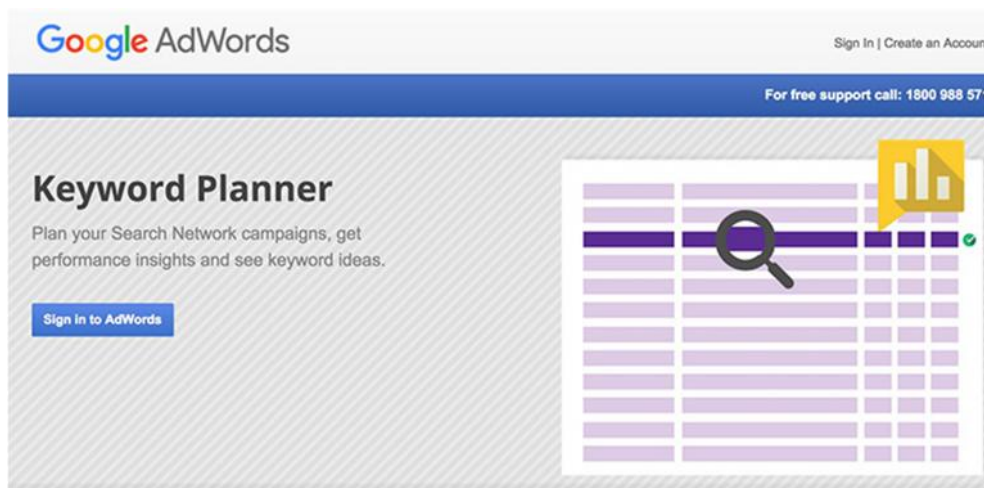 Google AdWords
Sign In | Create an Accoun
For free support call: 1800 988 57
Keyword Planner
Plan your Search Network campaigns, get
performance insights and see keyword ideas.
Sign in to AdWords